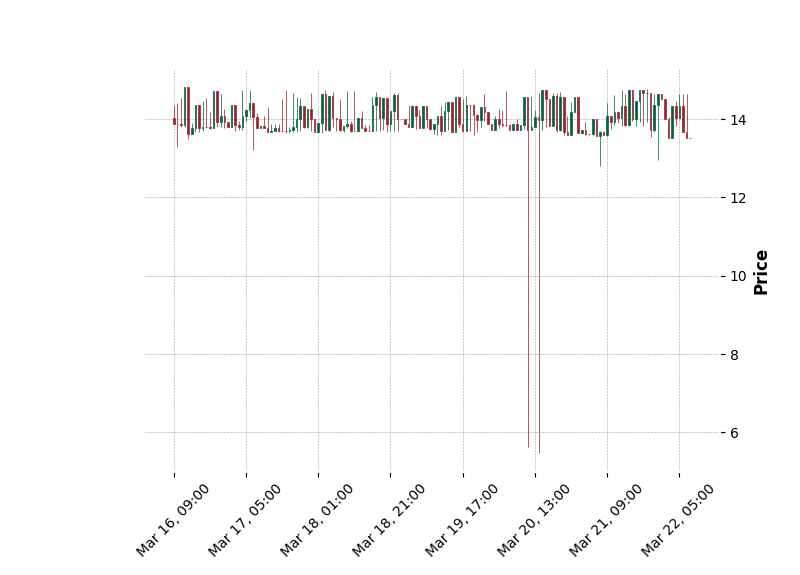 14
12
10
8
6
Price
Mar 16, 09:00
Mar 17, 05:00
Mar 18, 01:00
Mar 18, 21:00
Mar 19, 17:00
Mar 20, 13:00
Mar 21, 09:00
Mar 22, 05:00